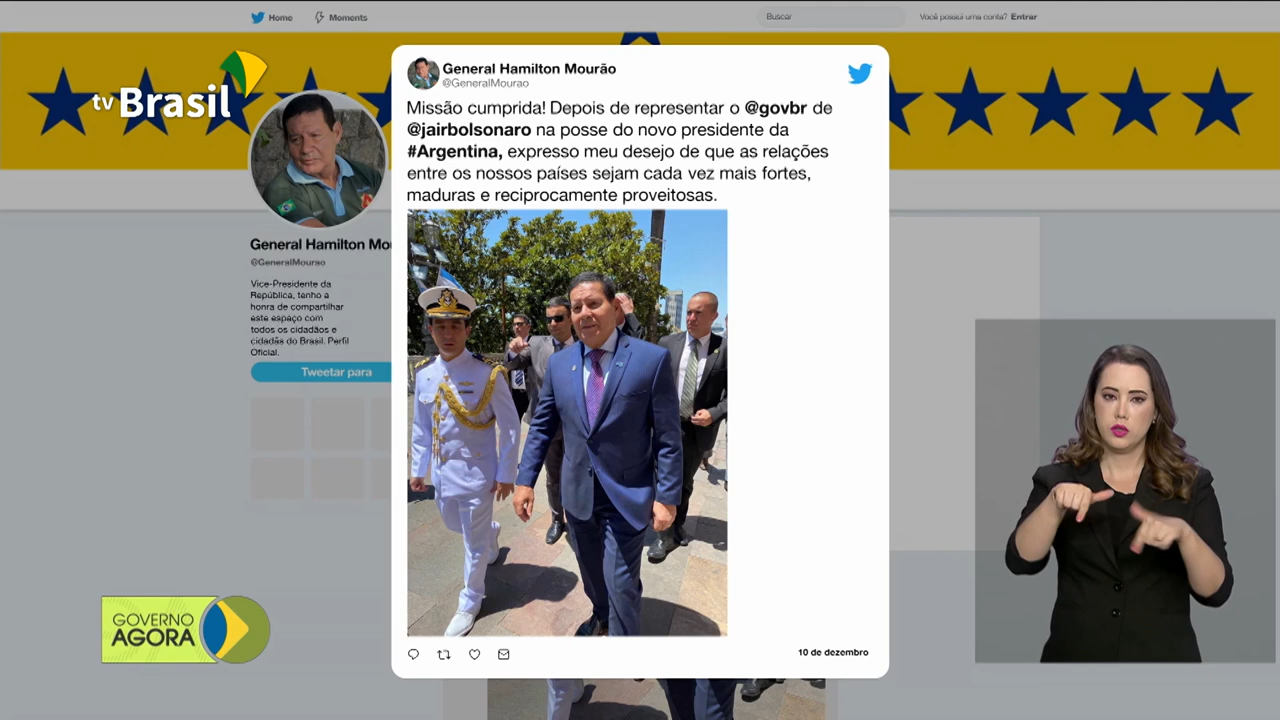 Home
Moments
Buscar
Você possui uma conta? Entrar
tv Brasil
General Hamilton Mourão
@GeneralMourao
Missão cumprida! Depois de representar o @govbr de
@jairbolsonaro na posse do novo presidente da
#Argentina, expresso meu desejo de que as relações
entre os nossos países sejam cada vez mais fortes,
maduras e reciprocamente proveitosas.
General Hamilton Mou
@GeneralMourao
Vice-Presidente da
República, tenho a
honra de compartilhar
este espaço com
todos os cidadãos e
cidadãs do Brasil. Perfil
Oficial.
Tweetar para
GOVERNO
AGORA
10 de dezembro